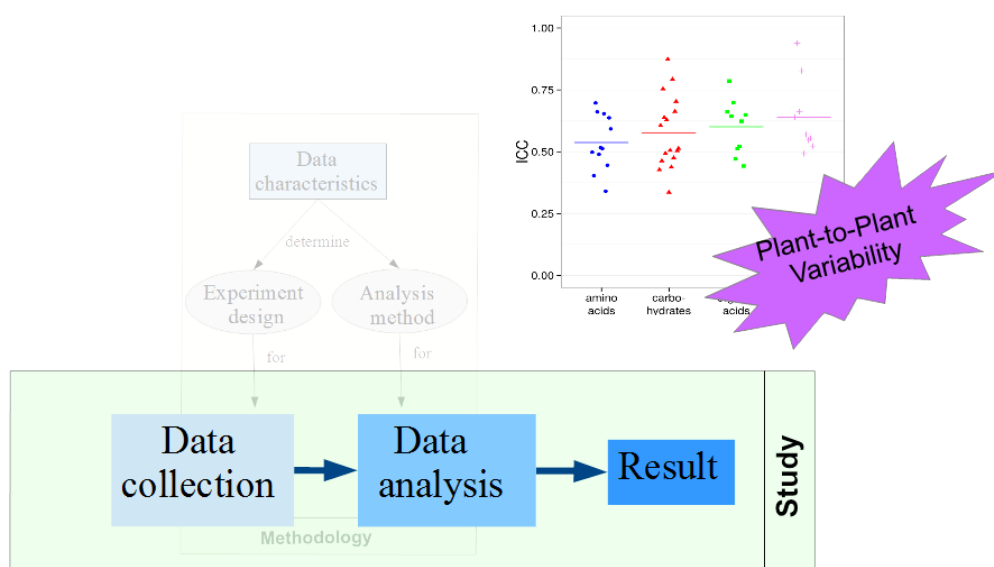 1.00
0.75
0.50
0.25
0.00
ICC
amino
acids
carbo-
hydrates
acids
Plant-to-Plant
Variability
Data
characteristics
determine
Experiment
design
Analysis
method
for
for
Data
collection
Data
analysis
Result
Study
Methodology